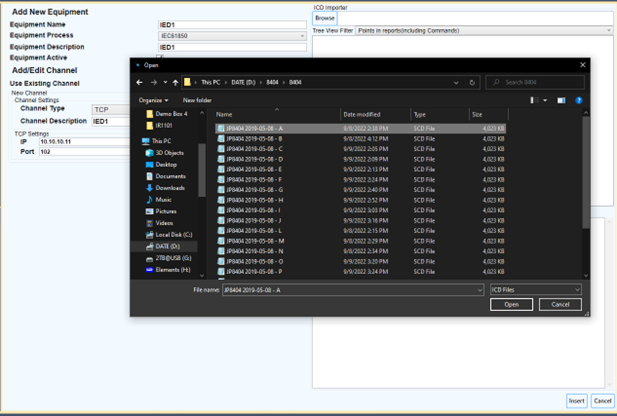 Add New Equipment
Equipment Name IED1
Equipment Process IEC61850
Equipment Description IED1
Equipment Active
Add/Edit Channel
Use Existing Channel
New Channel
Channel Settings
Channel Type TCP
Channel Description IED1
TCP Settings
IP 10.10.10.11
Port 102
ICD Importer
Browse
Tree View Filter Points in reports(including Commands)
Open
This PC > DATE (D:) > 8404 > 8404
Search 8404
Organize New folder
Demo Box 4
IR1101
This PC
3D Objects
Desktop
Documents
Downloads
Music
Pictures
Videos
Local Disk (C:)
DATE (D:)
2TB@USB (G:)
Elements (H:)
Name Date modified Type Size
JP8404 2019-05-08 - A 9/8/2022 2:38 PM SCD File 4,023 KB
JP8404 2019-05-08 - B 9/8/2022 4:12 PM SCD File 4,023 KB
JP8404 2019-05-08 - C 9/9/2022 2:05 PM SCD File 4,023 KB
JP8404 2019-05-08 - D 9/9/2022 2:09 PM SCD File 4,023 KB
JP8404 2019-05-08 - E 9/9/2022 2:13 PM SCD File 4,023 KB
JP8404 2019-05-08 - F 9/9/2022 2:24 PM SCD File 4,023 KB
JP8404 2019-05-08 - G 9/9/2022 2:40 PM SCD File 4,023 KB
JP8404 2019-05-08 - H 9/9/2022 2:52 PM SCD File 4,023 KB
JP8404 2019-05-08 - I 9/9/2022 3:03 PM SCD File 4,023 KB
JP8404 2019-05-08 - J 9/9/2022 3:16 PM SCD File 4,023 KB
JP8404 2019-05-08 - L 9/8/2022 2:15 PM SCD File 4,023 KB
JP8404 2019-05-08 - M 9/8/2022 2:29 PM SCD File 4,023 KB
JP8404 2019-05-08 - N 9/8/2022 2:34 PM SCD File 4,023 KB
JP8404 2019-05-08 - O 9/9/2022 3:20 PM SCD File 4,023 KB
JP8404 2019-05-08 - P 9/9/2022 3:24 PM SCD File 4,023 KB
File name: JP8404 2019-05-08 - A ICD Files
Open Cancel
Insert Cancel